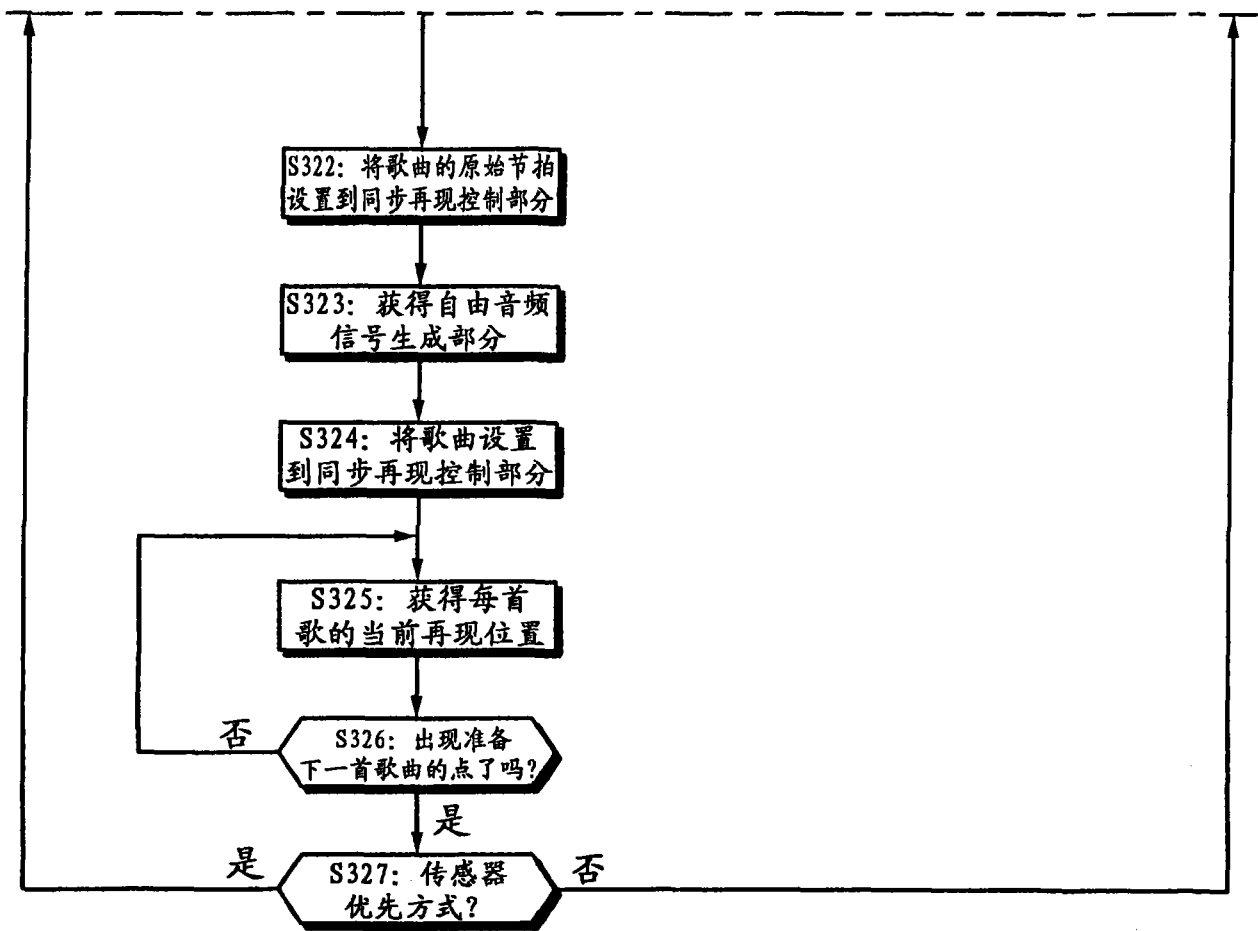 S322: 将歌曲的原始节拍
设置到同步再现控制部分
S323: 获得自由音频
信号生成部分
S324: 将歌曲设置
到同步再现控制部分
S325: 获得每首
歌的当前再现位置
否
S326: 出现准备
下一首歌曲的点了吗?
是
是
S327: 传感器
优先方式?
否